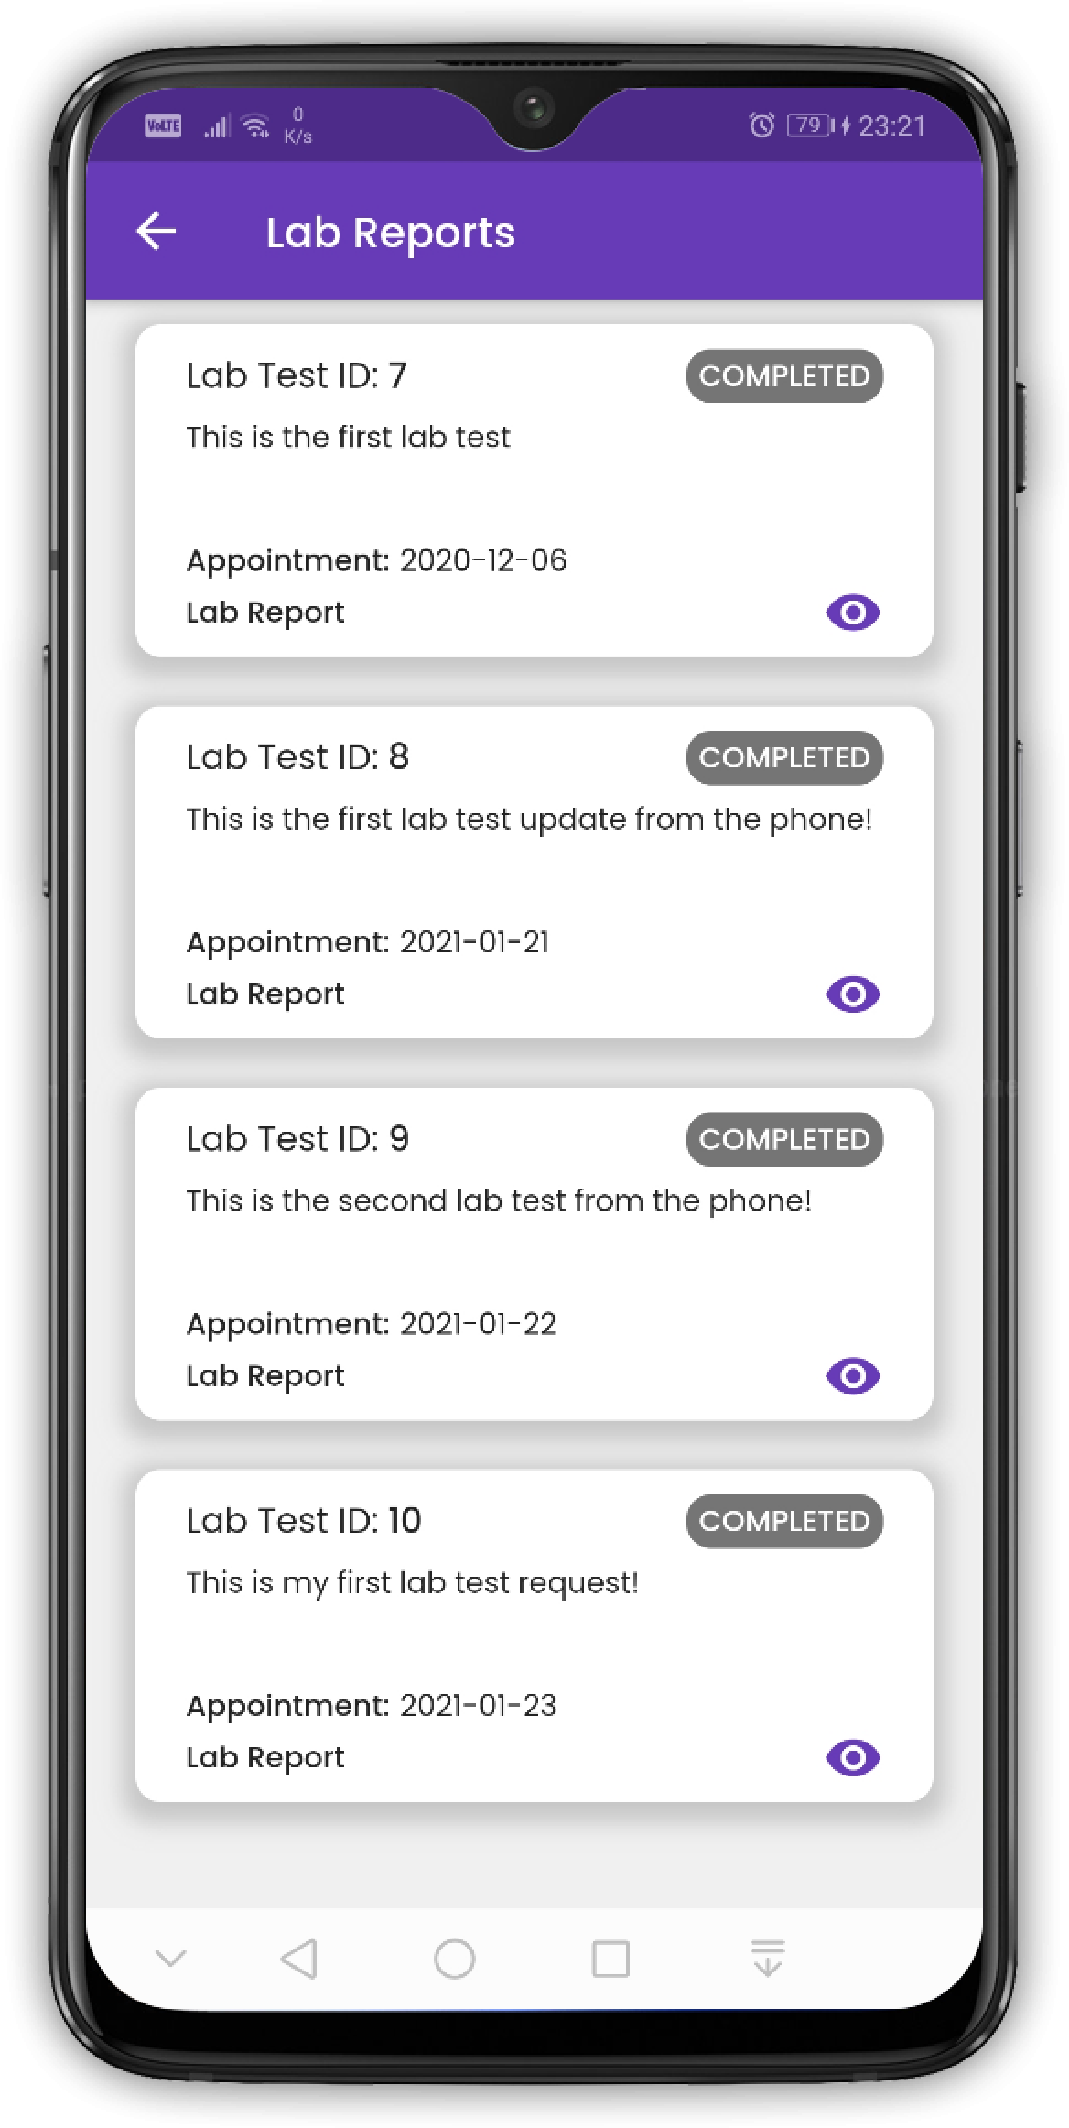 VoLTE 0 K/s 79 23:21
Lab Reports
Lab Test ID: 7 COMPLETED
This is the first lab test
Appointment: 2020-12-06
Lab Report
Lab Test ID: 8 COMPLETED
This is the first lab test update from the phone!
Appointment: 2021-01-21
Lab Report
Lab Test ID: 9 COMPLETED
This is the second lab test from the phone!
Appointment: 2021-01-22
Lab Report
Lab Test ID: 10 COMPLETED
This is my first lab test request!
Appointment: 2021-01-23
Lab Report